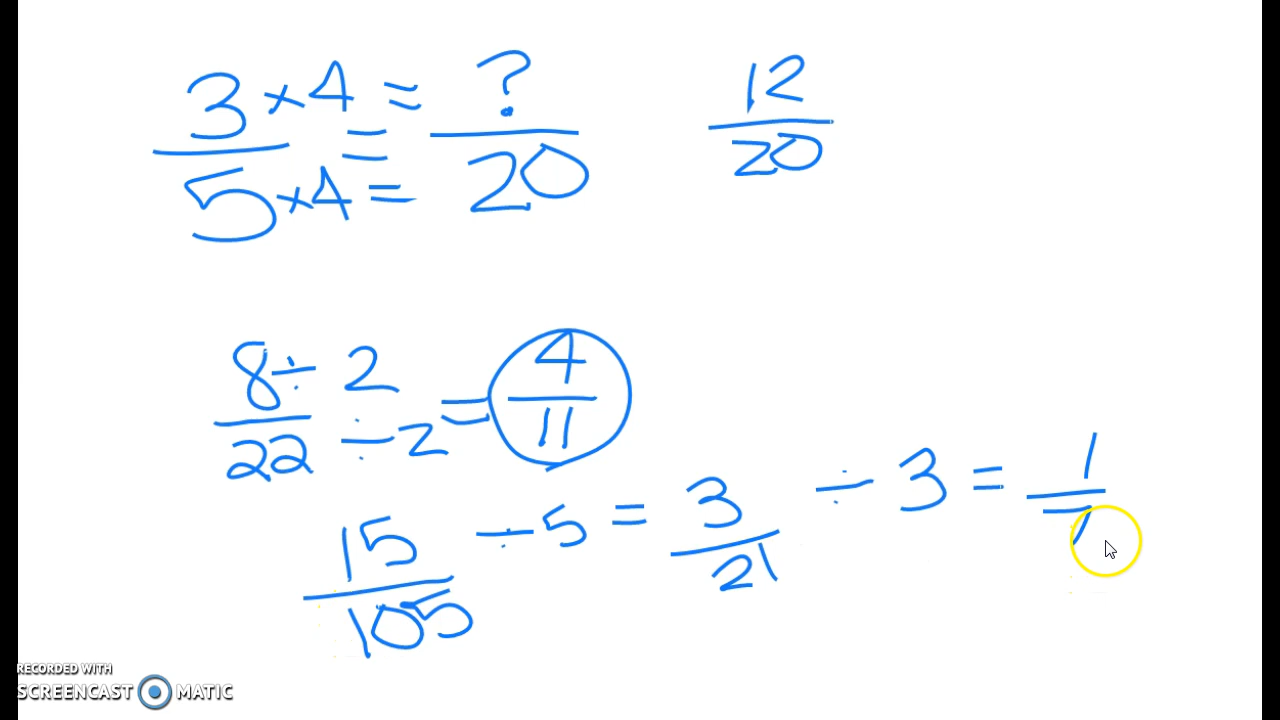 3 × 4 = ? 12
= 
5 × 4 = 20 20
8 ÷ 2 = 4
22 ÷ 2 11
15 ÷ 5 = 3 ÷ 3 = 1
105 21 7
RECORDED WITH
SCREENCAST MATIC